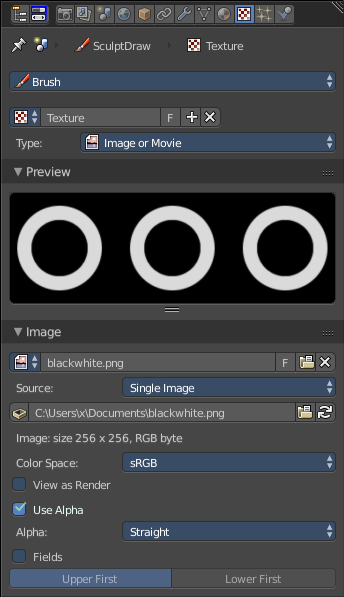 SculptDraw Texture
Brush
Texture F
Type: Image or Movie
Preview
Image
blackwhite.png F
Source: Single Image
C:\Users\x\Documents\blackwhite.png
Image: size 256 x 256, RGB byte
Color Space: sRGB
View as Render
Use Alpha
Alpha: Straight
Fields
Upper First Lower First